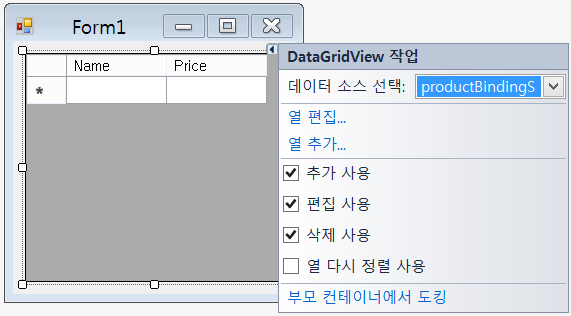 Form1
Name Price
*
DataGridView 작업
데이터 소스 선택: productBindingS
열 편집...
열 추가...
추가 사용
편집 사용
삭제 사용
열 다시 정렬 사용
부모 컨테이너에서 도킹